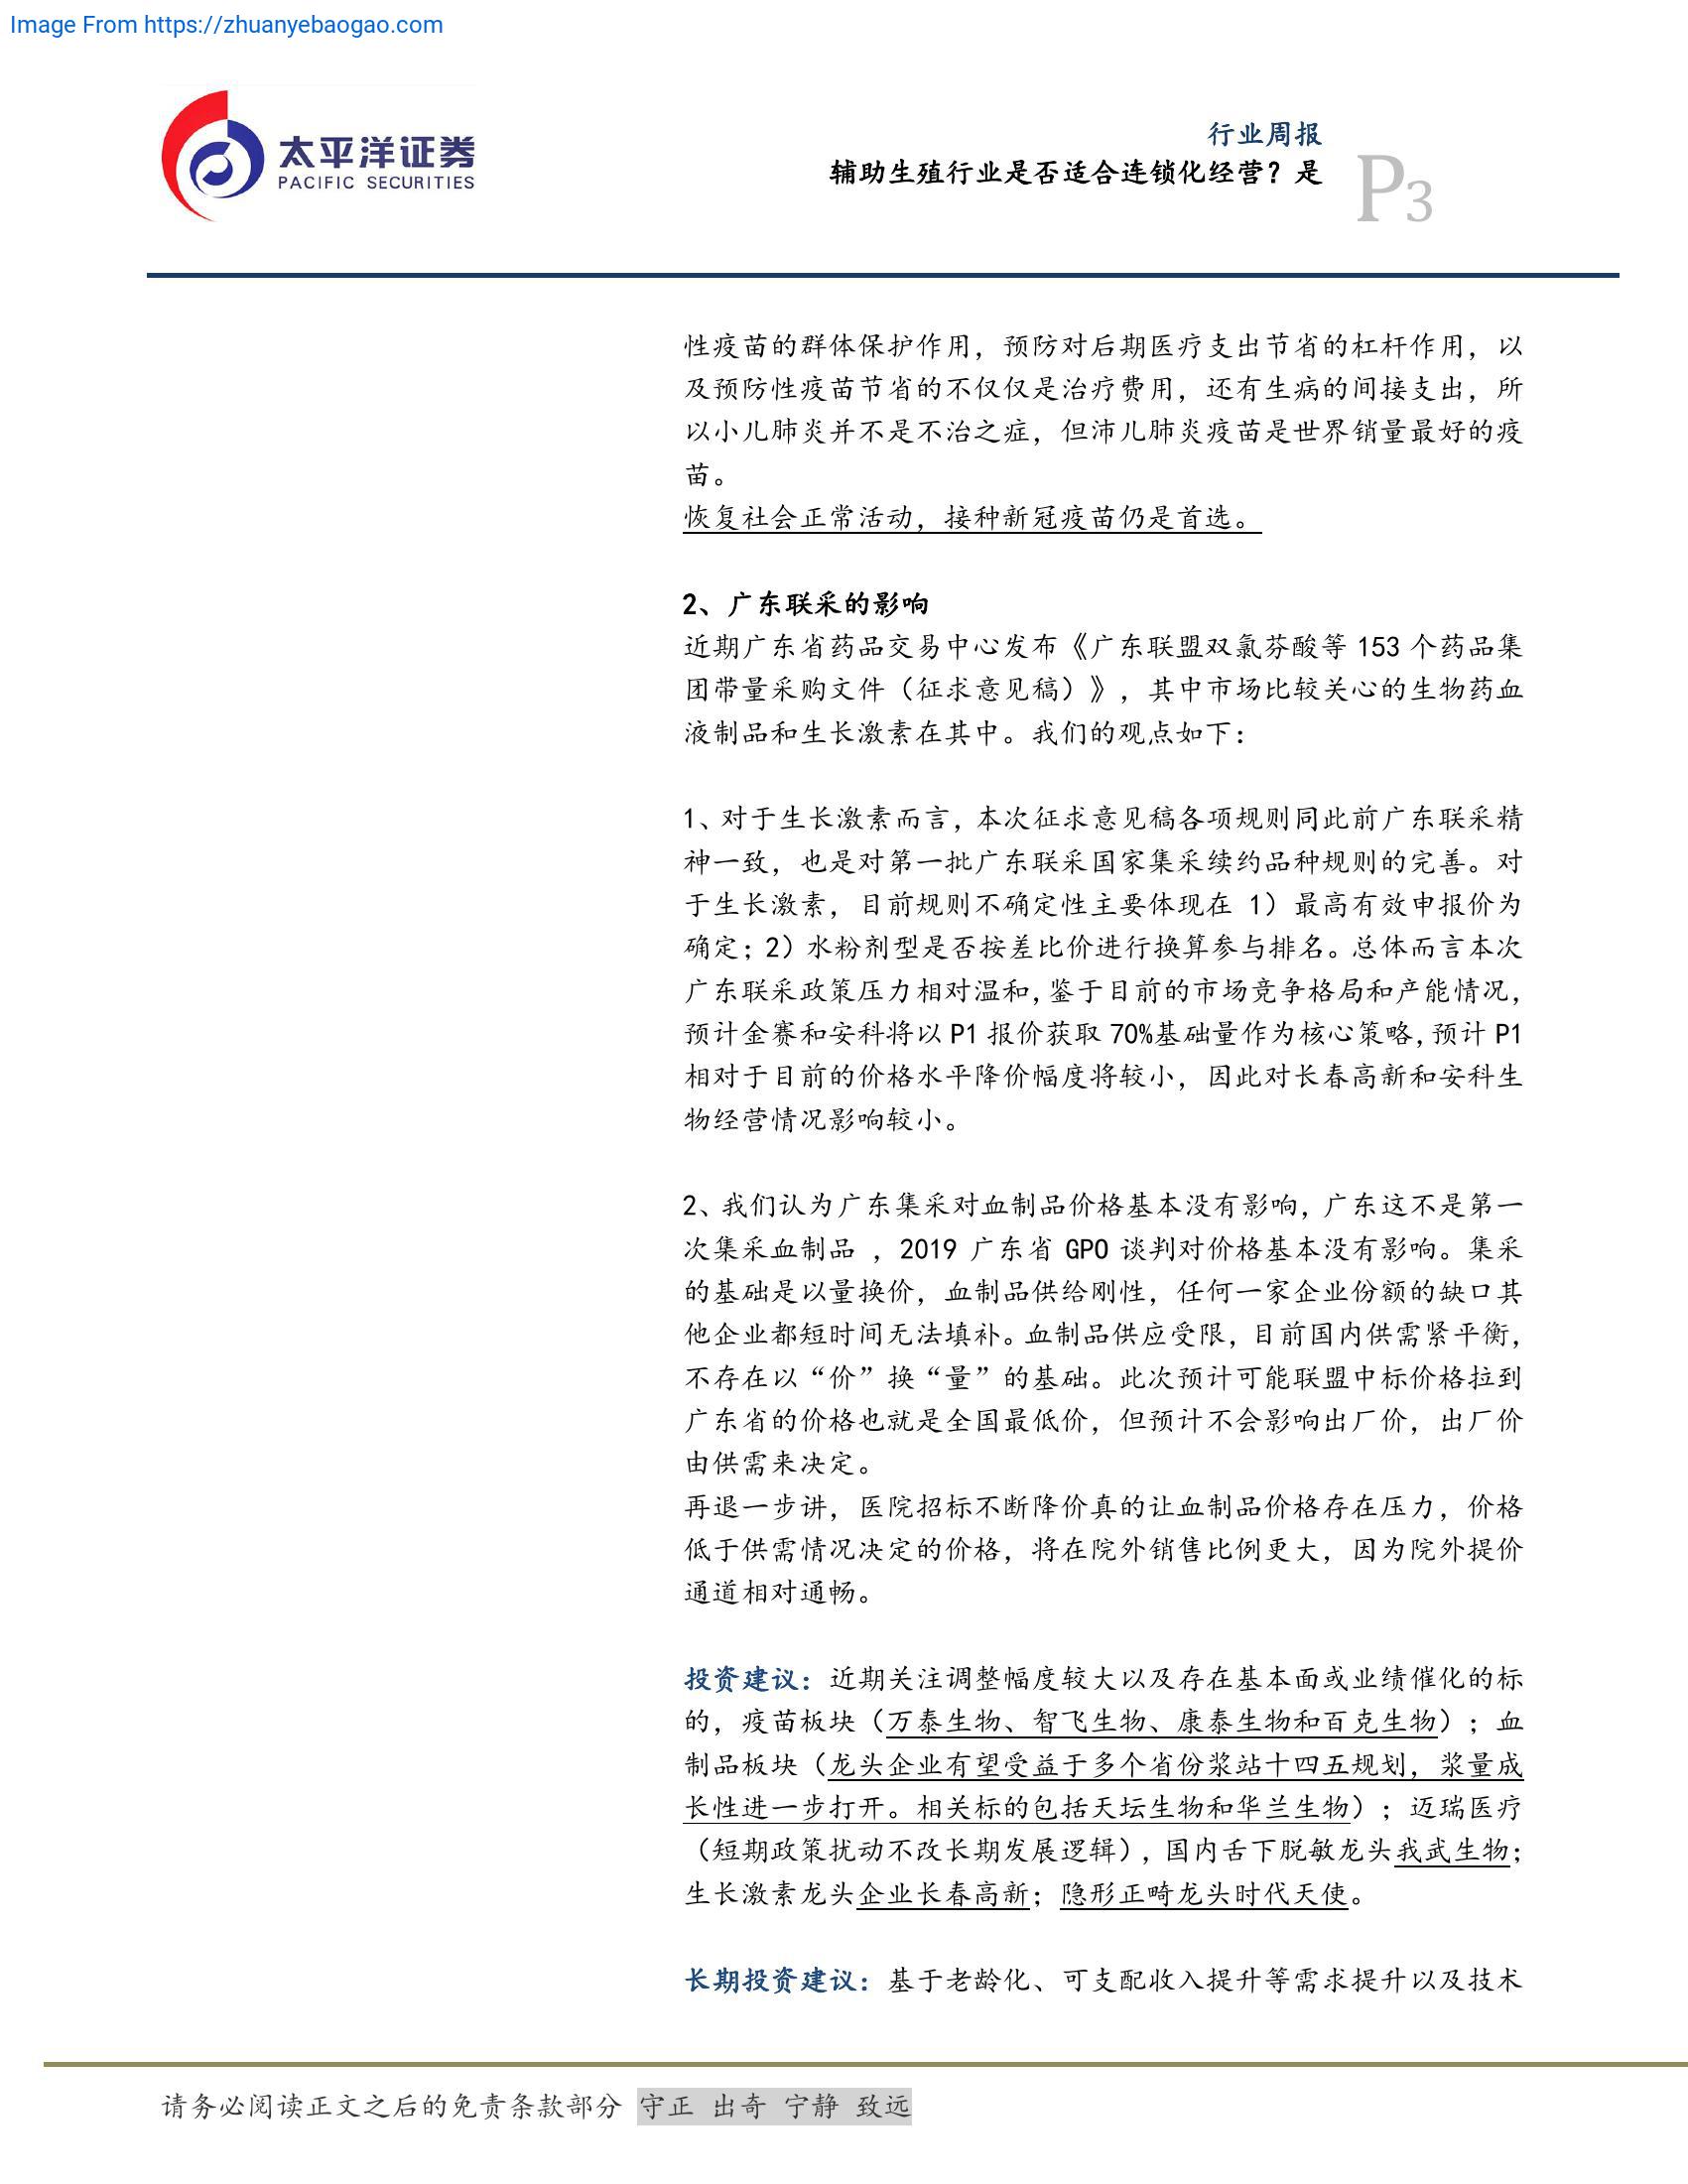 Image From https://zhuanyebaogao.com
太平洋证券
PACIFIC SECURITIES
行业周报
辅助生殖行业是否适合连锁化经营？是
P3
性疫苗的群体保护作用，预防对后期医疗支出节省的杠杆作用，以
及预防性疫苗节省的不仅仅是治疗费用，还有生病的间接支出，所
以小儿肺炎并不是不治之症，但沛儿肺炎疫苗是世界销量最好的疫
苗。
恢复社会正常活动，接种新冠疫苗仍是首选。
2、广东联采的影响
近期广东省药品交易中心发布《广东联盟双氯芬酸等 153 个药品集
团带量采购文件（征求意见稿）》，其中市场比较关心的生物药血
液制品和生长激素在其中。我们的观点如下：
1、对于生长激素而言，本次征求意见稿各项规则同此前广东联采精
神一致，也是对第一批广东联采国家集采续约品种规则的完善。对
于生长激素，目前规则不确定性主要体现在 1）最高有效申报价为
确定；2）水粉剂型是否按差比价进行换算参与排名。总体而言本次
广东联采政策压力相对温和，鉴于目前的市场竞争格局和产能情况，
预计金赛和安科将以 P1 报价获取 70%基础量作为核心策略，预计 P1
相对于目前的价格水平降价幅度将较小，因此对长春高新和安科生
物经营情况影响较小。
2、我们认为广东集采对血制品价格基本没有影响，广东这不是第一
次集采血制品 ，2019 广东省 GPO 谈判对价格基本没有影响。集采
的基础是以量换价，血制品供给刚性，任何一家企业份额的缺口其
他企业都短时间无法填补。血制品供应受限，目前国内供需紧平衡，
不存在以“价”换“量”的基础。此次预计可能联盟中标价格拉到
广东省的价格也就是全国最低价，但预计不会影响出厂价，出厂价
由供需来决定。
再退一步讲，医院招标不断降价真的让血制品价格存在压力，价格
低于供需情况决定的价格，将在院外销售比例更大，因为院外提价
通道相对通畅。
投资建议：近期关注调整幅度较大以及存在基本面或业绩催化的标
的，疫苗板块（万泰生物、智飞生物、康泰生物和百克生物）；血
制品板块（龙头企业有望受益于多个省份浆站十四五规划，浆量成
长性进一步打开。相关标的包括天坛生物和华兰生物）；迈瑞医疗
（短期政策扰动不改长期发展逻辑），国内舌下脱敏龙头我武生物；
生长激素龙头企业长春高新；隐形正畸龙头时代天使。
长期投资建议：基于老龄化、可支配收入提升等需求提升以及技术
请务必阅读正文之后的免责条款部分 守正 出奇 宁静 致远